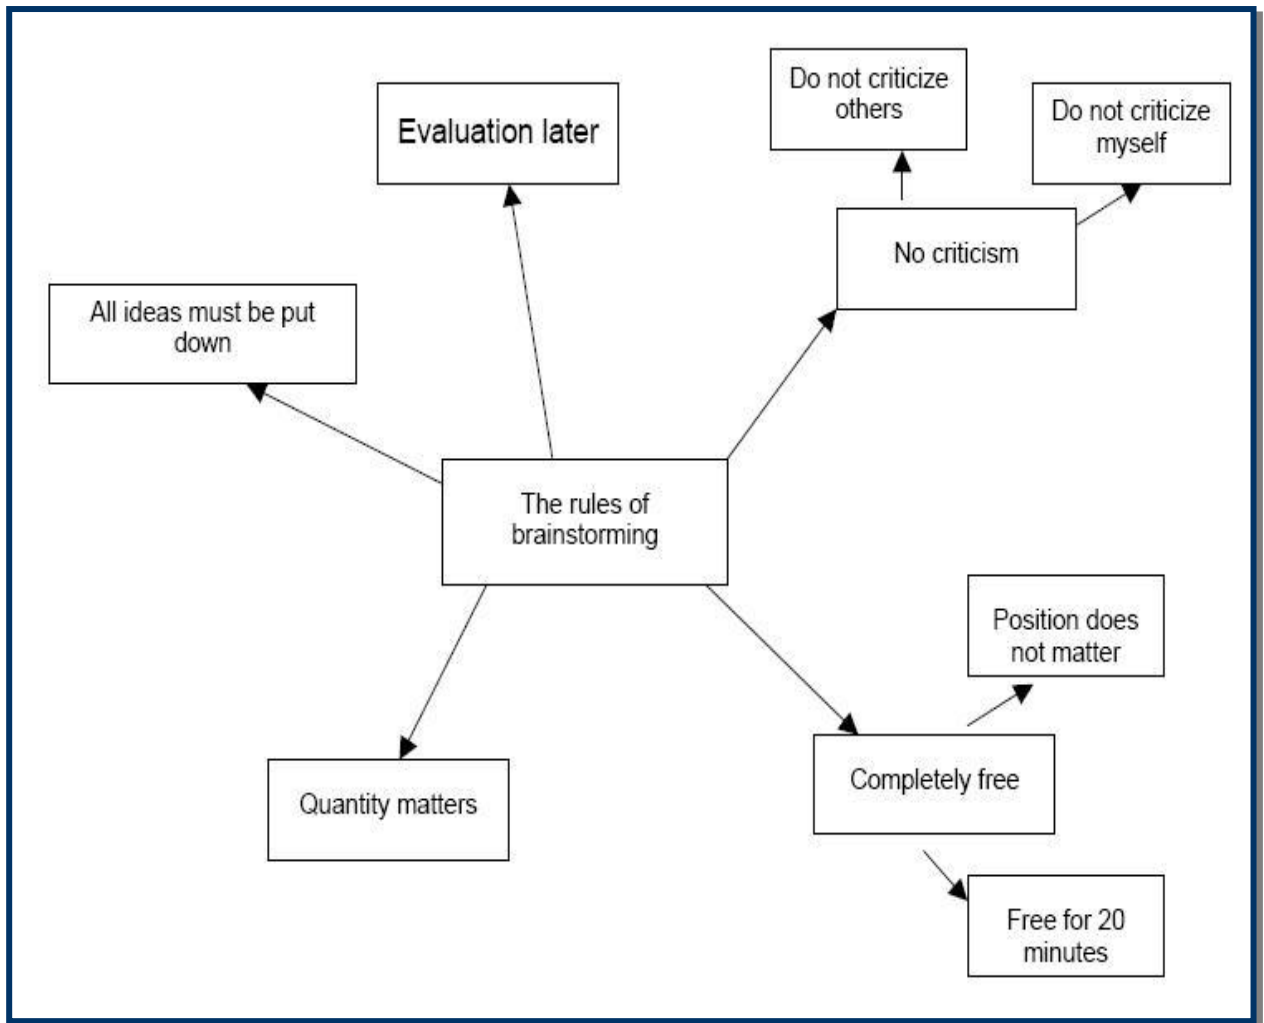 Do not criticize
others
Do not criticize
myself
Evaluation later
No criticism
All ideas must be put
down
The rules of
brainstorming
Position does
not matter
Completely free
Quantity matters
Free for 20
minutes